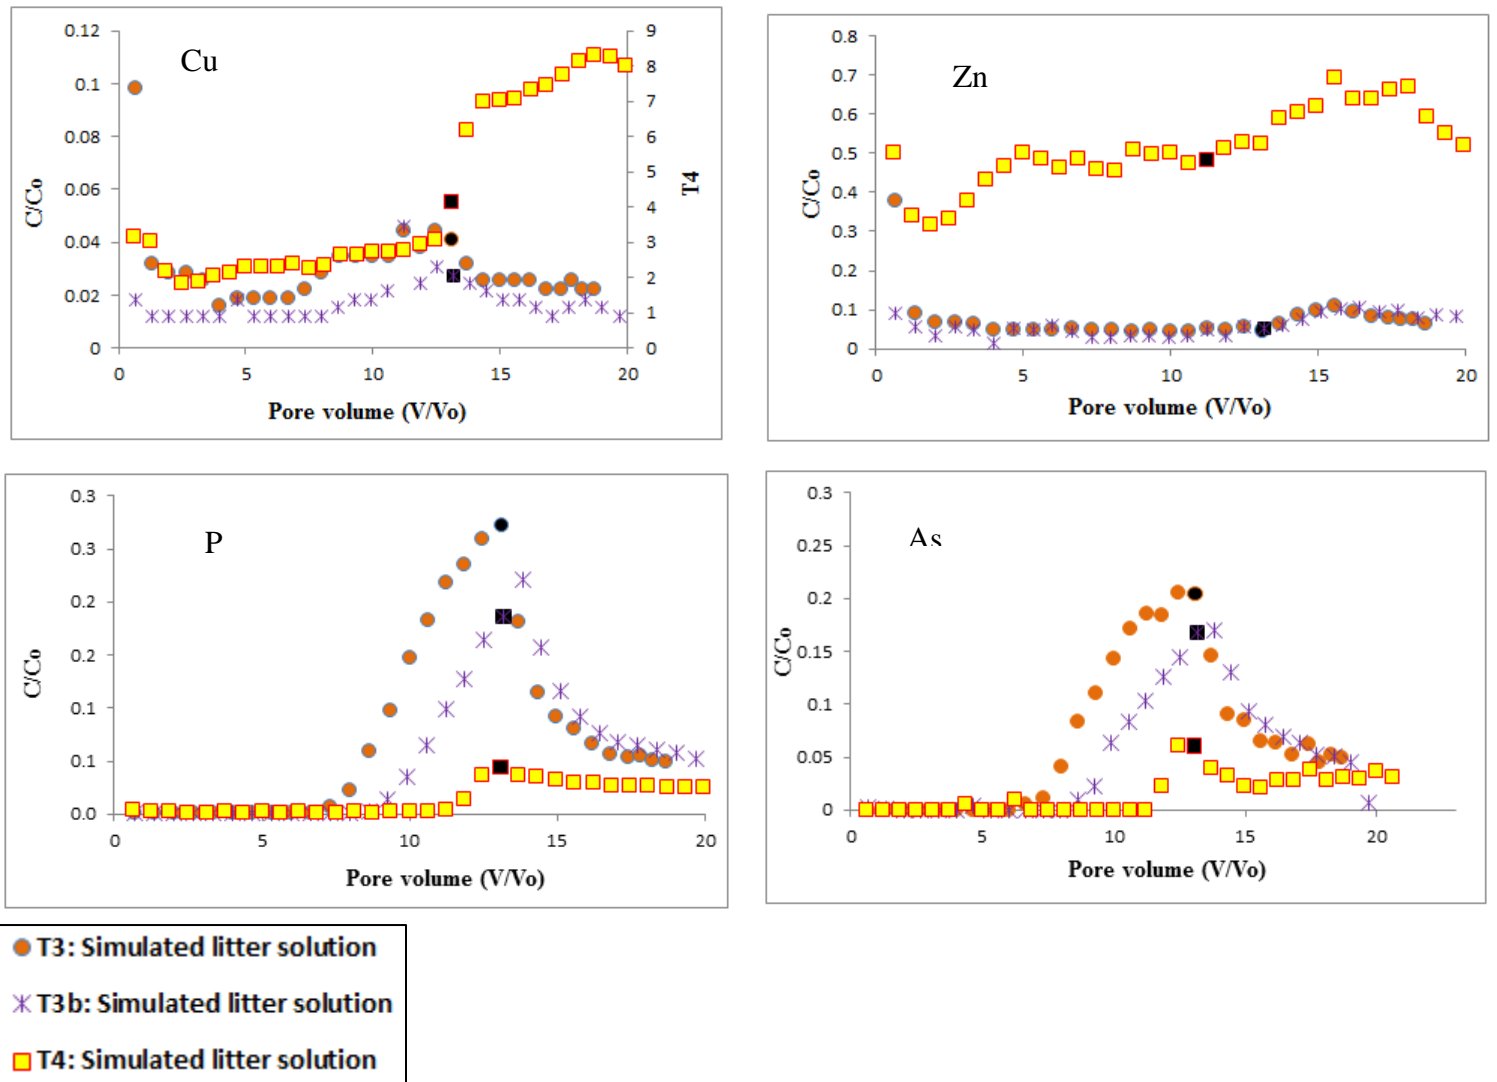 Cu
0.12
0.1
0.08
0.06
0.04
0.02
0
9
8
7
6
5
4
3
2
1
0
C/Co
T4
0 5 10 15 20
Pore volume (V/Vo)
Zn
0.8
0.7
0.6
0.5
0.4
0.3
0.2
0.1
0
C/Co
0 5 10 15 20
Pore volume (V/Vo)
P
0.3
0.3
0.2
0.2
0.1
0.1
0.0
C/Co
0 5 10 15 20
Pore volume (V/Vo)
As
0.3
0.25
0.2
0.15
0.1
0.05
0
C/Co
0 5 10 15 20
Pore volume (V/Vo)
T3: Simulated litter solution
T3b: Simulated litter solution
T4: Simulated litter solution